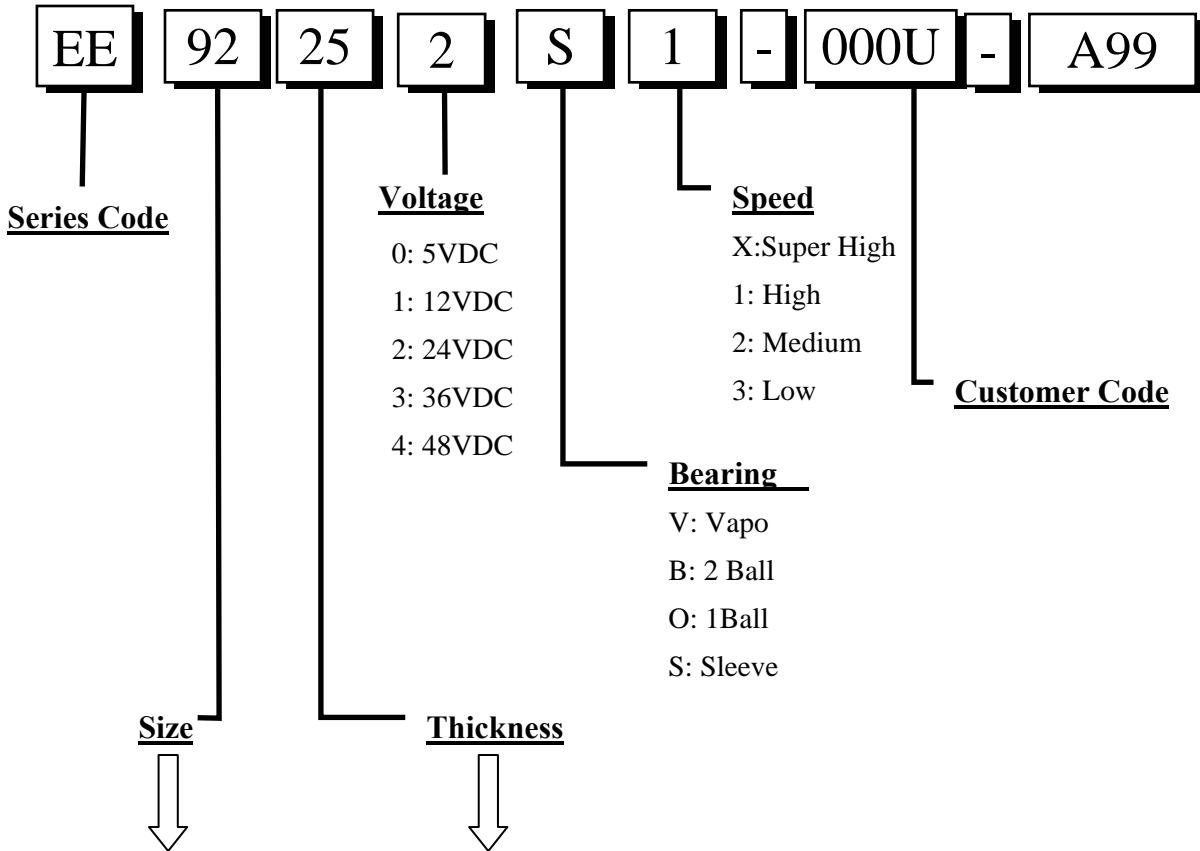 EE 92 25 2 S 1 - 000U - A99
Series Code
Voltage
0: 5VDC
1: 12VDC
2: 24VDC
3: 36VDC
4: 48VDC
Speed
X:Super High
1: High
2: Medium
3: Low
Customer Code
Bearing
V: Vapo
B: 2 Ball
O: 1Ball
S: Sleeve
Size
Thickness